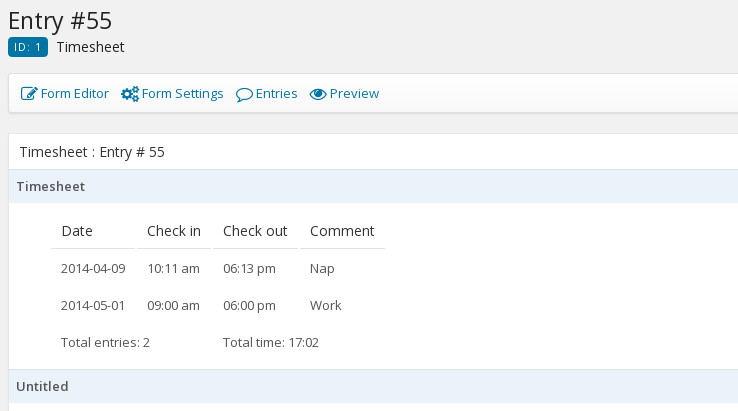 Entry #55
ID: 1 Timesheet
Form Editor Form Settings Entries Preview
Timesheet : Entry # 55
Timesheet
Date Check in Check out Comment
2014-04-09 10:11 am 06:13 pm Nap
2014-05-01 09:00 am 06:00 pm Work
Total entries: 2 Total time: 17:02
Untitled